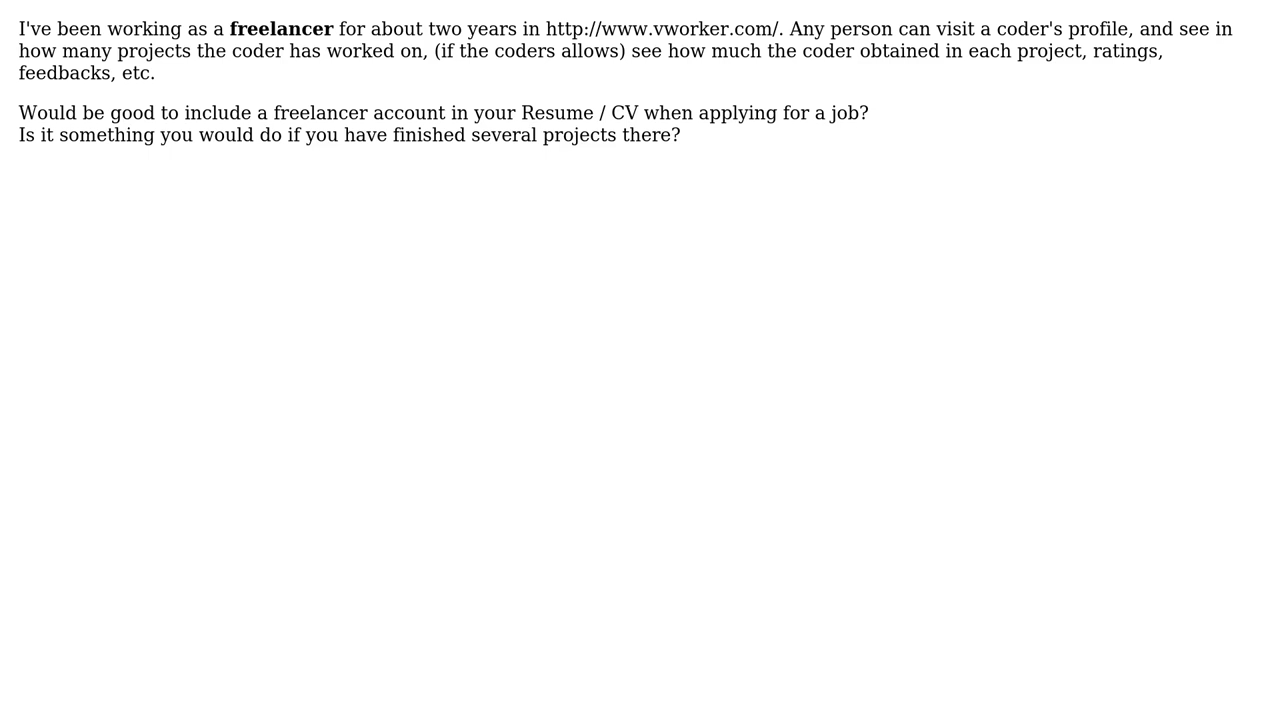 I've been working as a freelancer for about two years in http://www.vworker.com/. Any person can visit a coder's profile, and see in
how many projects the coder has worked on, (if the coders allows) see how much the coder obtained in each project, ratings,
feedbacks, etc.
Would be good to include a freelancer account in your Resume / CV when applying for a job?
Is it something you would do if you have finished several projects there?